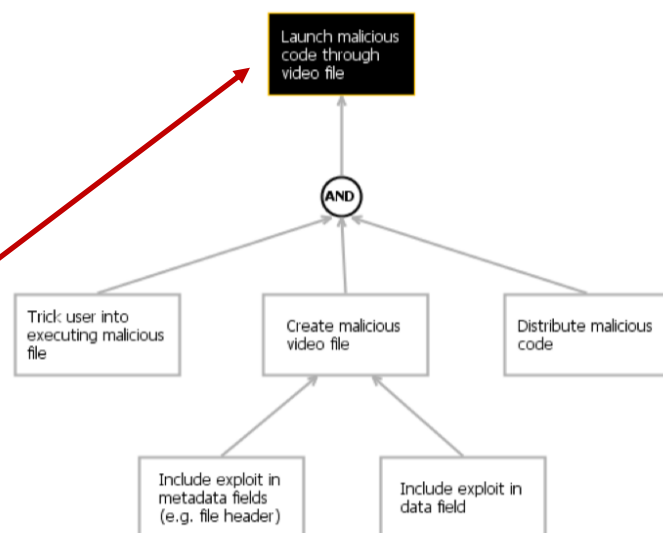 Launch malicious
code through
video file
AND
Trick user into
executing malicious
file
Create malicious
video file
Distribute malicious
code
Include exploit in
metadata fields
(e.g. file header)
Include exploit in
data field